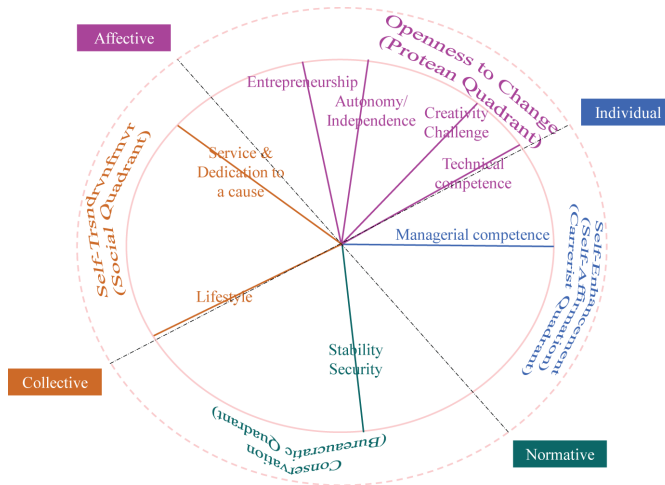 Affective
Openness to Change
(Protean Quadrant)
Entrepreneurship
Autonomy/
Independence
Creativity
Challenge
Individual
Technical
competence
Service &
Dedication to
a cause
Self-Trsndrvnfrnvr
(Social Quadrant)
Managerial competence
Self-Enhancement
(Self-Affirmation)
(Carrerist Quadrant)
Lifestyle
Stability
Security
Collective
Conservation
(Bureaucratic Quadrant)
Normative